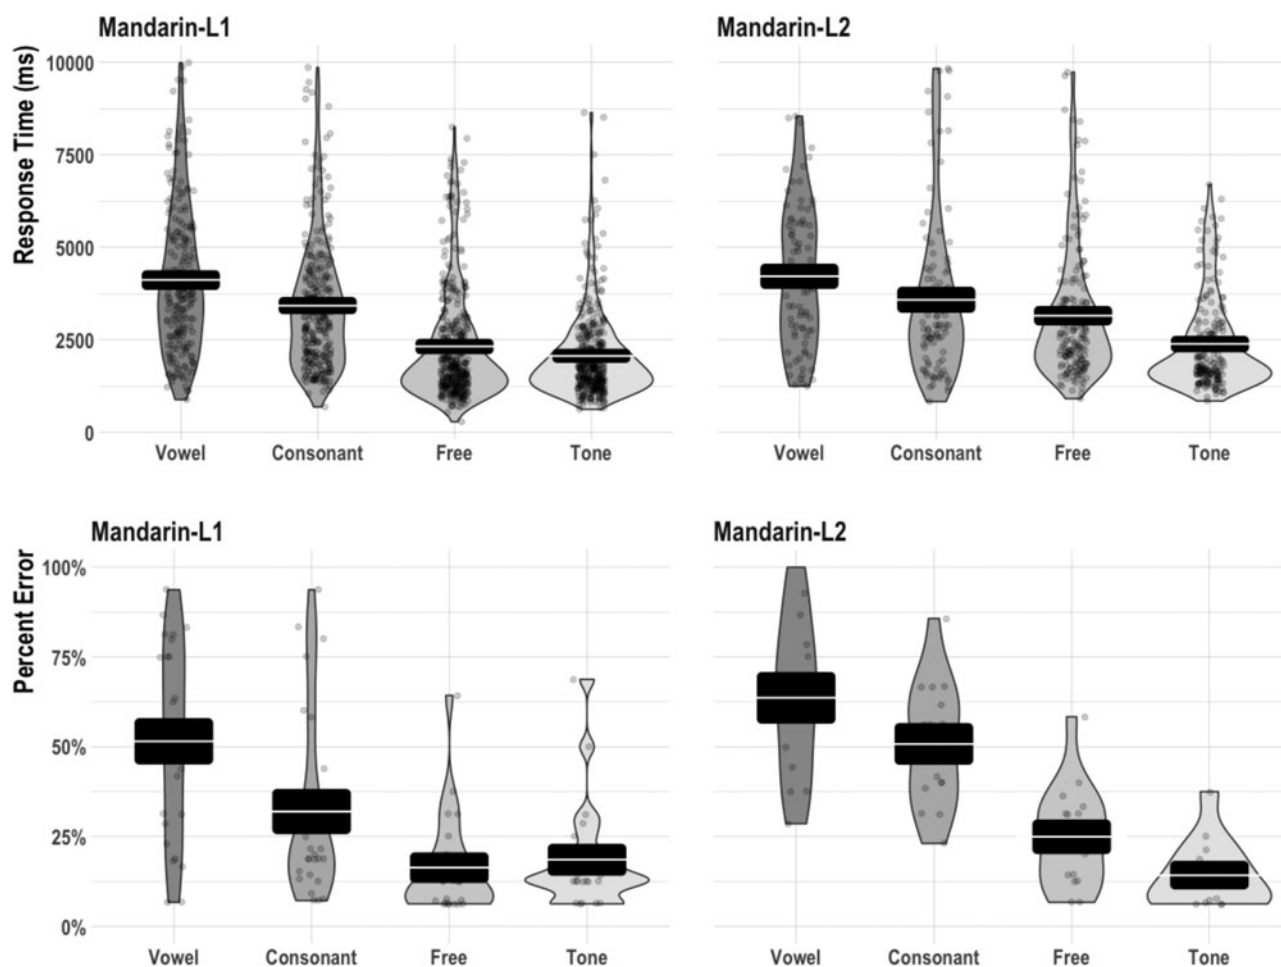 Mandarin-L1
Response Time (ms)
10000
7500
5000
2500
0
Vowel Consonant Free Tone
Mandarin-L2
Vowel Consonant Free Tone
Mandarin-L1
Percent Error
100%
75%
50%
25%
0%
Vowel Consonant Free Tone
Mandarin-L2
Vowel Consonant Free Tone